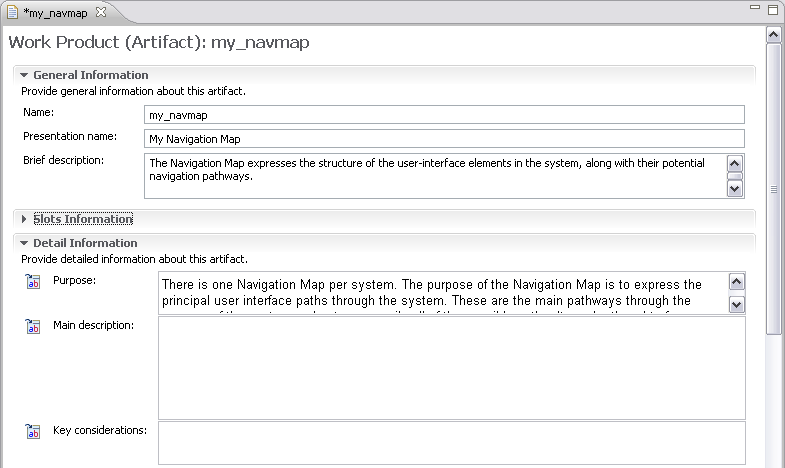 *my_navmap
Work Product (Artifact): my_navmap
General Information
Provide general information about this artifact.
Name:
my_navmap
Presentation name:
My Navigation Map
Brief description:
The Navigation Map expresses the structure of the user-interface elements in the system, along with their potential
navigation pathways.
Slots Information
Detail Information
Provide detailed information about this artifact.
ab
Purpose:
There is one Navigation Map per system. The purpose of the Navigation Map is to express the
principal user interface paths through the system. These are the main pathways through the
ab
Main description:
ab
Key considerations: